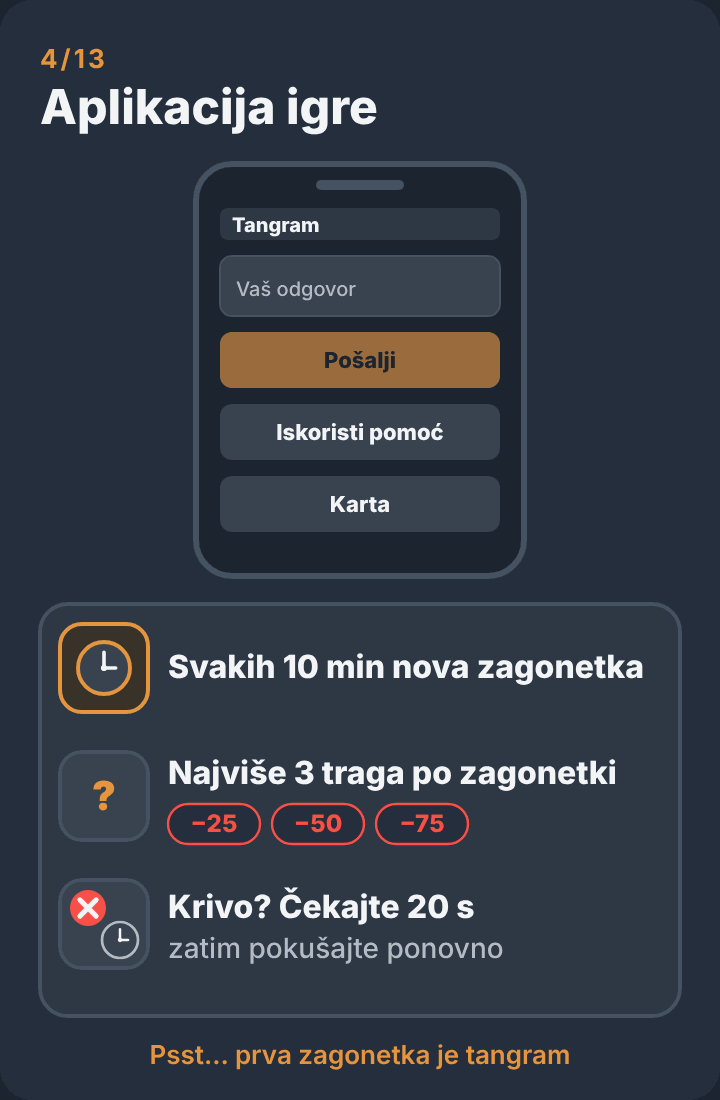 4/13
Aplikacija igre
Tangram
Vaš odgovor
Pošalji
Iskoristi pomoć
Karta
Svakih 10 min nova zagonetka
?
Najviše 3 traga po zagonetki
−25 −50 −75
Krivo? Čekajte 20 s
zatim pokušajte ponovno
Psst... prva zagonetka je tangram